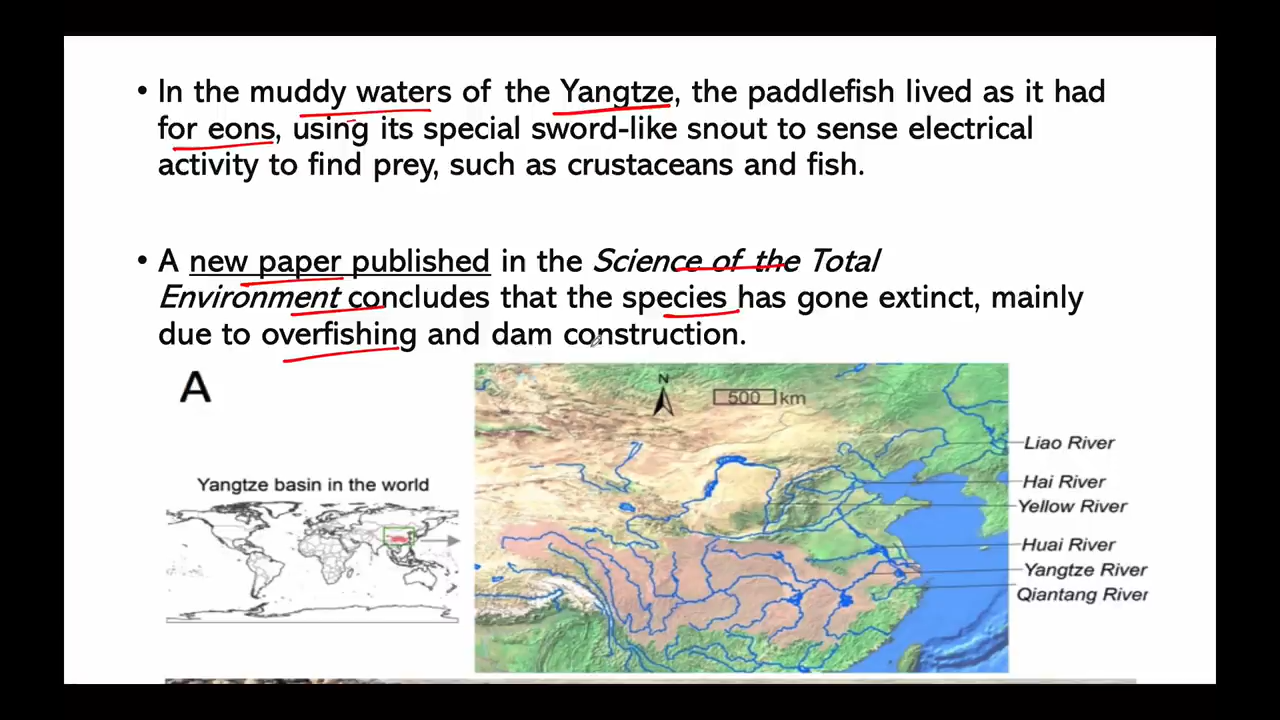 • In the muddy waters of the Yangtze, the paddlefish lived as it had
for eons, using its special sword-like snout to sense electrical
activity to find prey, such as crustaceans and fish.
• A new paper published in the Science of the Total
Environment concludes that the species has gone extinct, mainly
due to overfishing and dam construction.
A
N
500 km
Yangtze basin in the world
Liao River
Hai River
Yellow River
Huai River
Yangtze River
Qiantang River